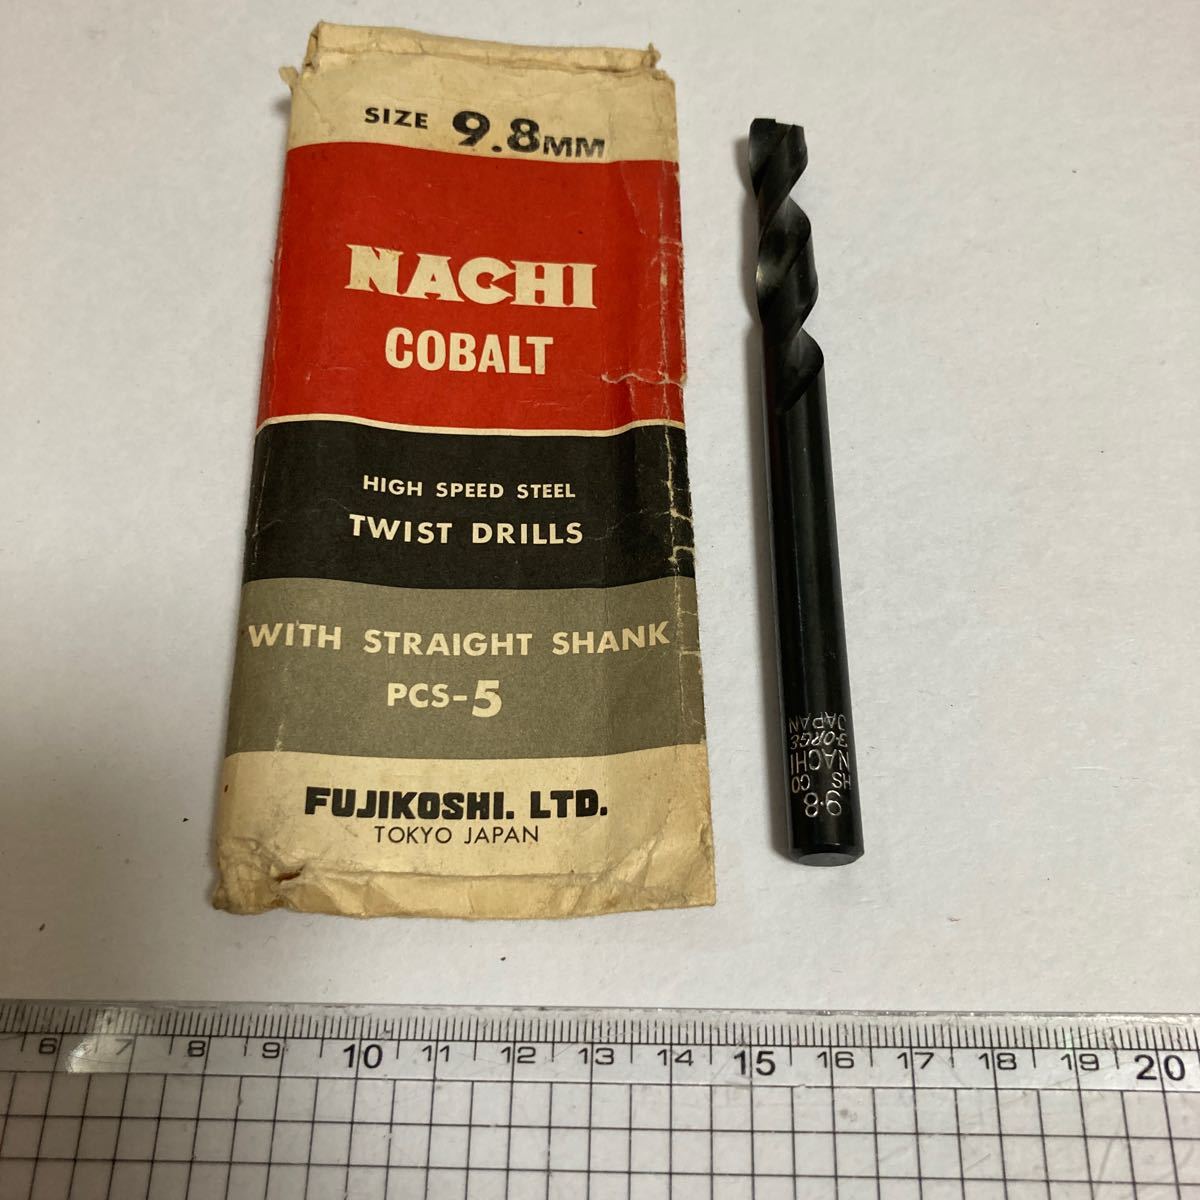 SIZE 9.8MM
NACHI
COBALT
HIGH SPEED STEEL
TWIST DRILLS
WITH STRAIGHT SHANK
PCS-5
FUJIKOSHI. LTD.
TOKYO JAPAN
9.8
HS CO
NACHI
3-ORGE
JAPAN
6 7 8 9 10 11 12 13 14 15 16 17 18 19 20